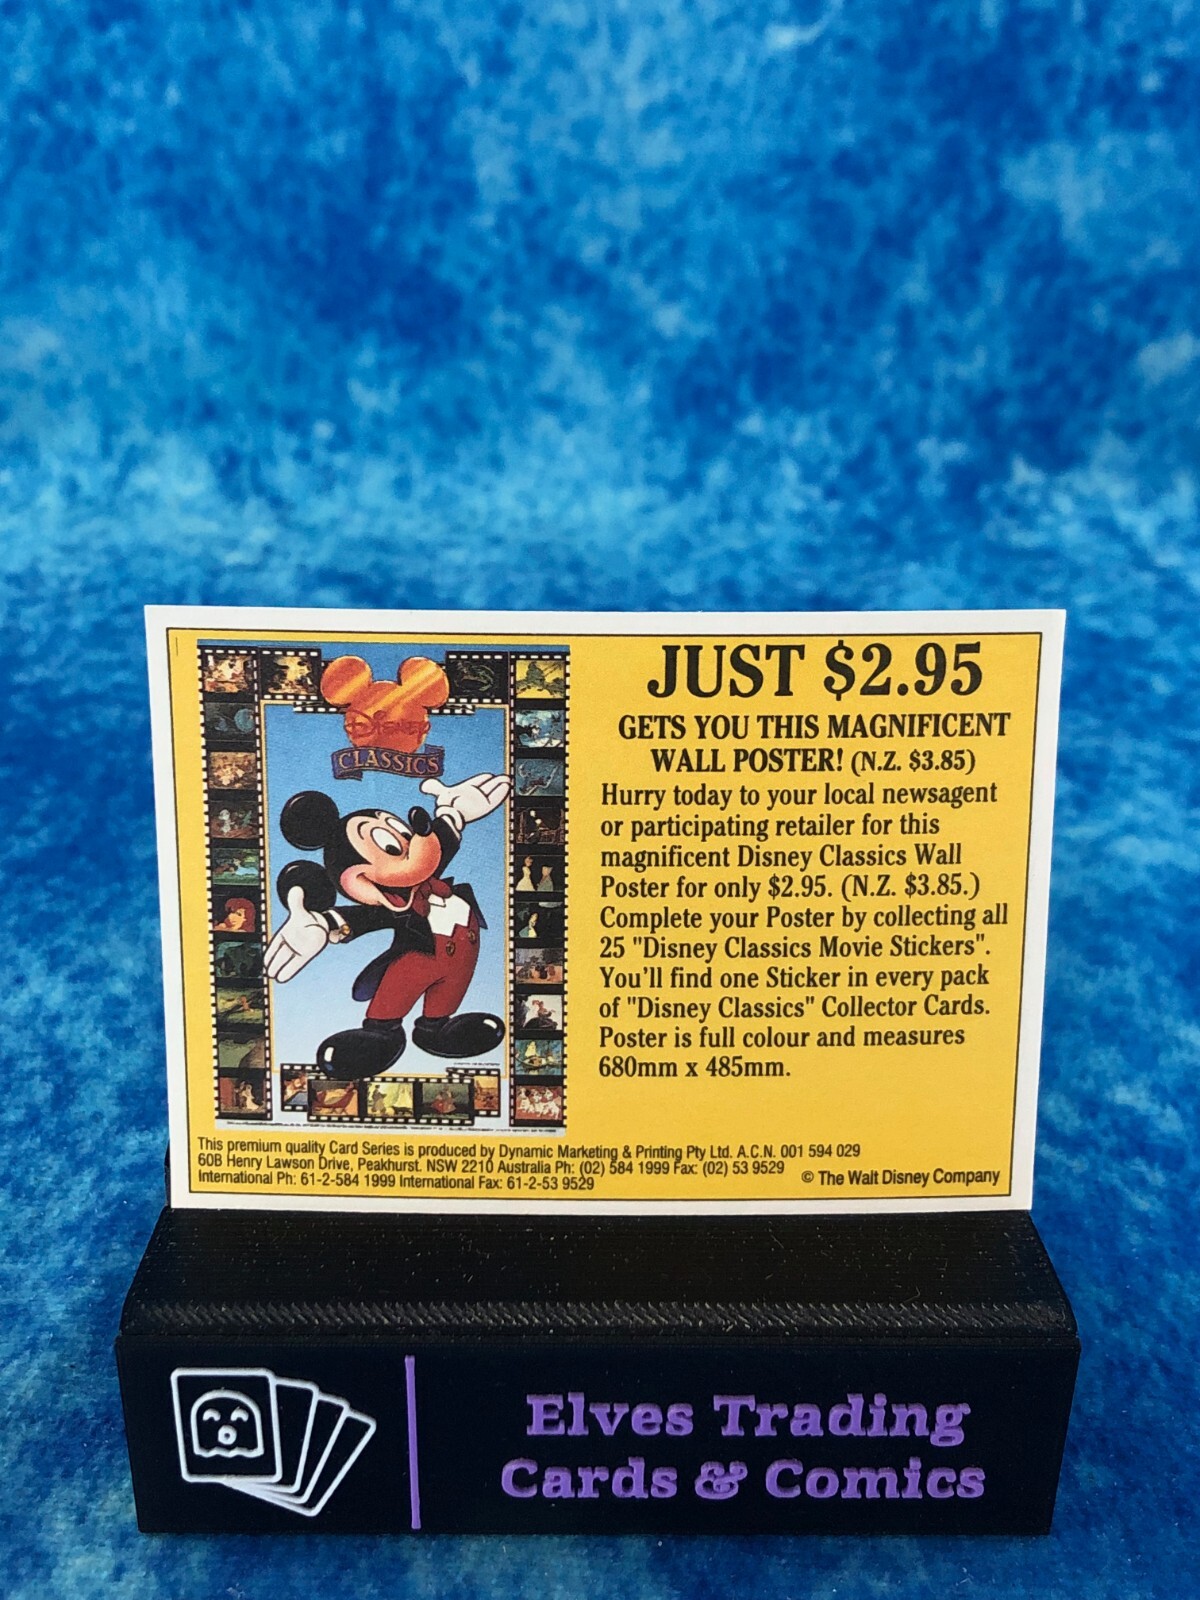 Disney
CLASSICS
JUST $2.95
GETS YOU THIS MAGNIFICENT
WALL POSTER! (N.Z. $3.85)
Hurry today to your local newsagent
or participating retailer for this
magnificent Disney Classics Wall
Poster for only $2.95. (N.Z. $3.85.)
Complete your Poster by collecting all
25 "Disney Classics Movie Stickers".
You'll find one Sticker in every pack
of "Disney Classics" Collector Cards.
Poster is full colour and measures
680mm x 485mm.
This premium quality Card Series is produced by Dynamic Marketing & Printing Pty Ltd. A.C.N. 001 594 029
60B Henry Lawson Drive, Peakhurst. NSW 2210 Australia Ph: (02) 584 1999 Fax: (02) 53 9529
International Ph: 61-2-584 1999 International Fax: 61-2-53 9529
© The Walt Disney Company
Elves Trading
Cards & Comics